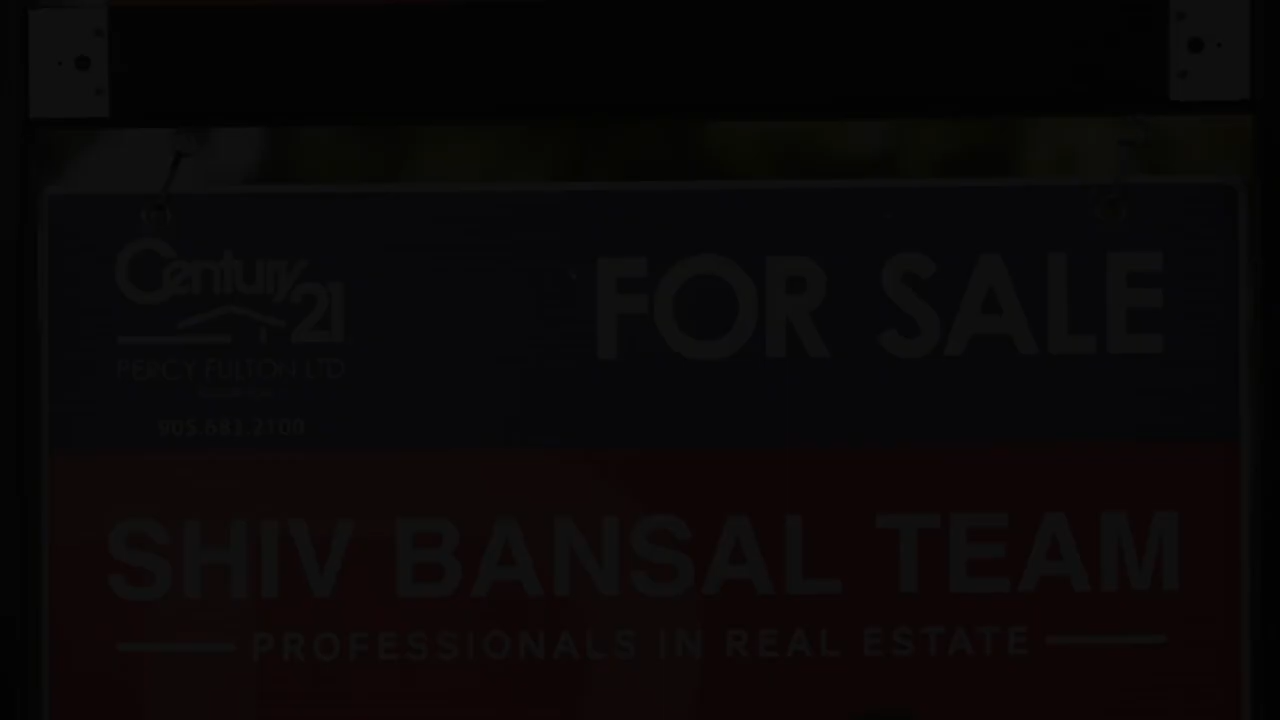 Century 21
FOR SALE
PERCY FULTON LTD
905.683.2100
SHIV BANSAL TEAM
PROFESSIONALS IN REAL ESTATE